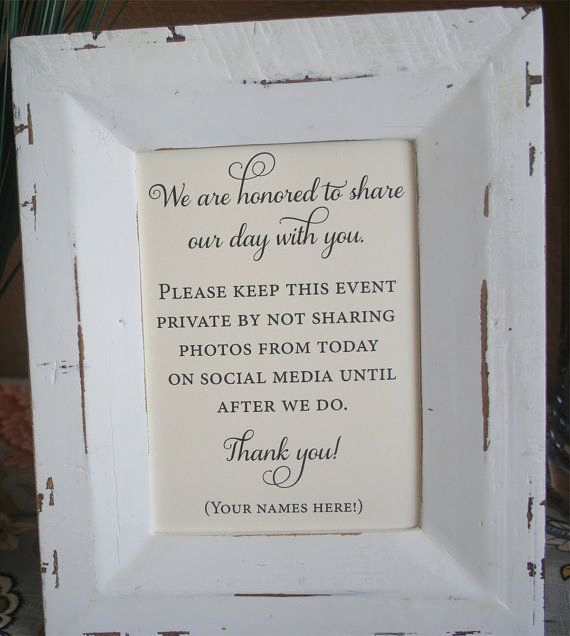 We are honored to share
our day with you.
PLEASE KEEP THIS EVENT
PRIVATE BY NOT SHARING
PHOTOS FROM TODAY
ON SOCIAL MEDIA UNTIL
AFTER WE DO.
Thank you!
(YOUR NAMES HERE!)